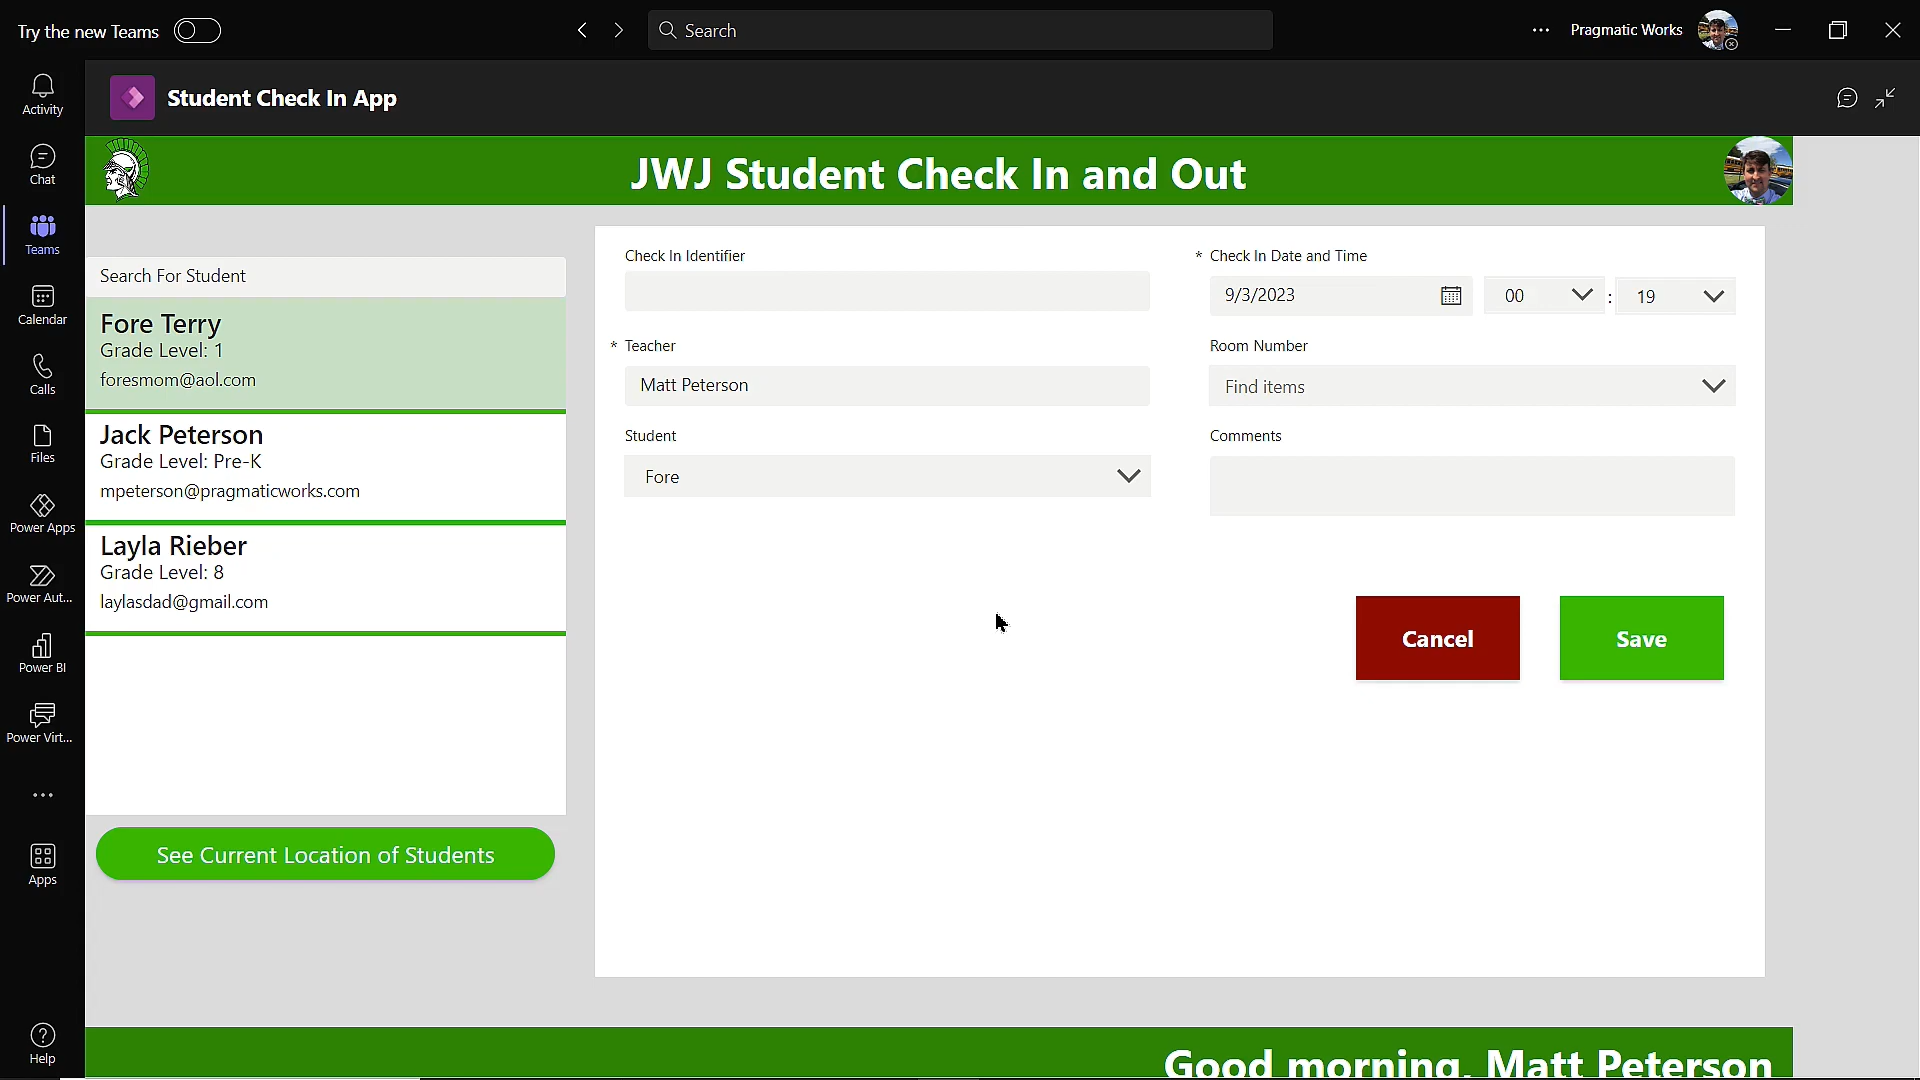 Try the new Teams
Search
Pragmatic Works
Activity
Chat
Teams
Calendar
Calls
Files
Power Apps
Power Aut...
Power BI
Power Virt...
Apps
Help
Student Check In App
JWJ Student Check In and Out
Search For Student
Fore Terry
Grade Level: 1
foresmom@aol.com
Jack Peterson
Grade Level: Pre-K
mpeterson@pragmaticworks.com
Layla Rieber
Grade Level: 8
laylasdad@gmail.com
See Current Location of Students
Check In Identifier
* Check In Date and Time
9/3/2023
00 : 19
* Teacher
Matt Peterson
Room Number
Find items
Student
Fore
Comments
Cancel
Save
Good morning, Matt Peterson